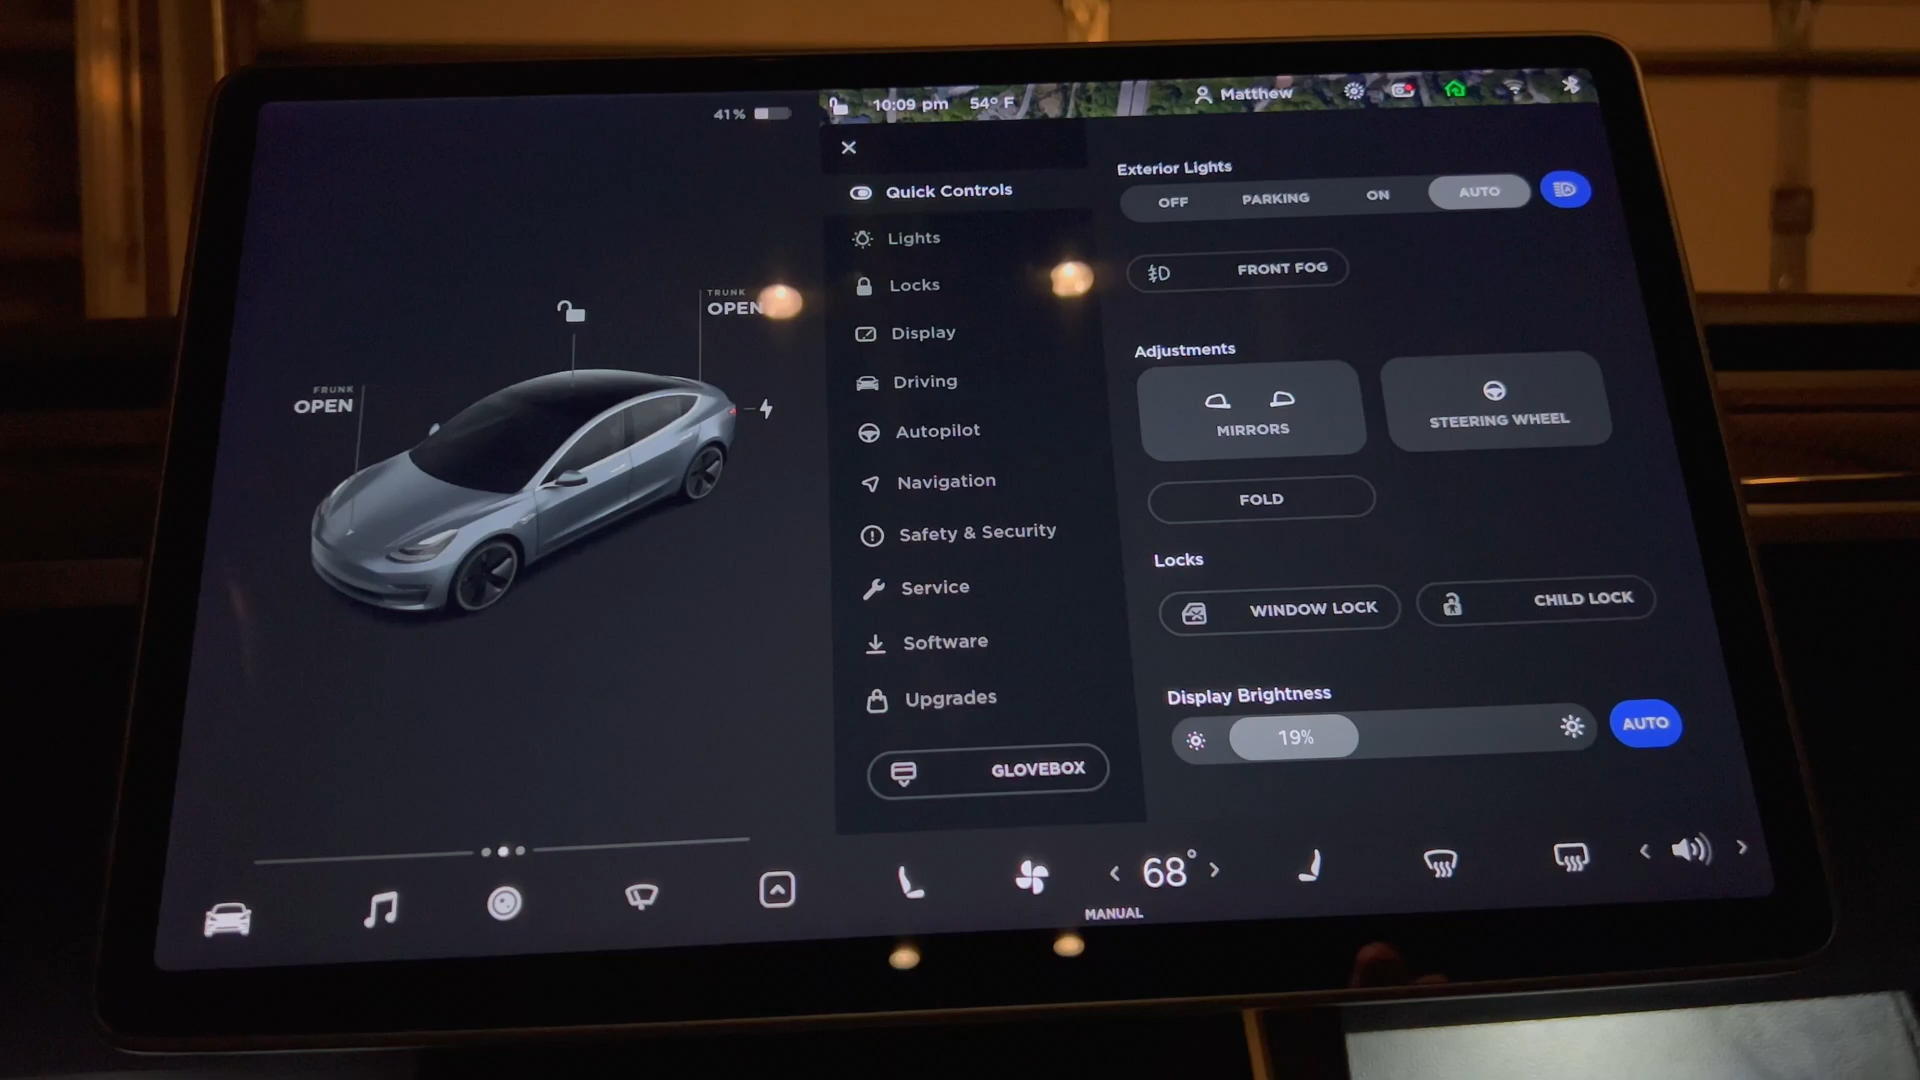 41%
10:09 pm 54° F
Matthew
Quick Controls
Lights
Locks
Display
Driving
Autopilot
Navigation
Safety & Security
Service
Software
Upgrades
GLOVEBOX
FRUNK
OPEN
TRUNK
OPEN
Exterior Lights
OFF PARKING ON AUTO
FRONT FOG
Adjustments
MIRRORS
STEERING WHEEL
FOLD
Locks
WINDOW LOCK
CHILD LOCK
Display Brightness
19%
AUTO
68°
MANUAL